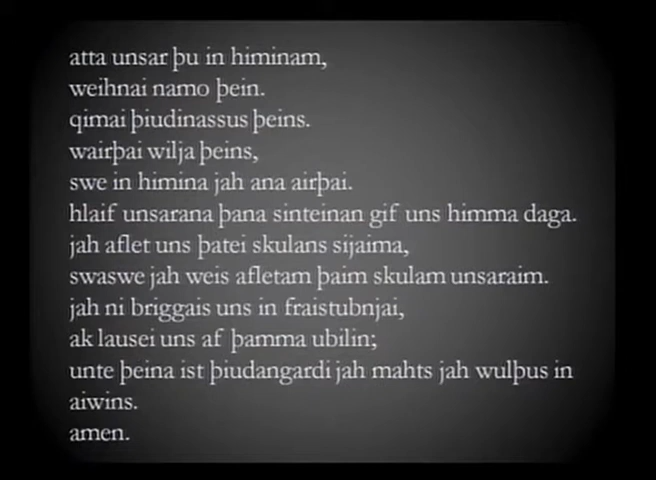 atta unsar þu in himinam,
weihnai namo þein.
qimai þiudinassus þeins.
wairþai wilja þeins,
swe in himina jah ana airþai.
hlaif unsarana þana sinteinan gif uns himma daga.
jah aflet uns þatei skulans sijaima,
swaswe jah weis afletam þaim skulam unsaraim.
jah ni briggais uns in fraistubnjai,
ak lausei uns af þamma ubilin;
unte þeina ist þiudangardi jah mahts jah wulþus in
aiwins.
amen.